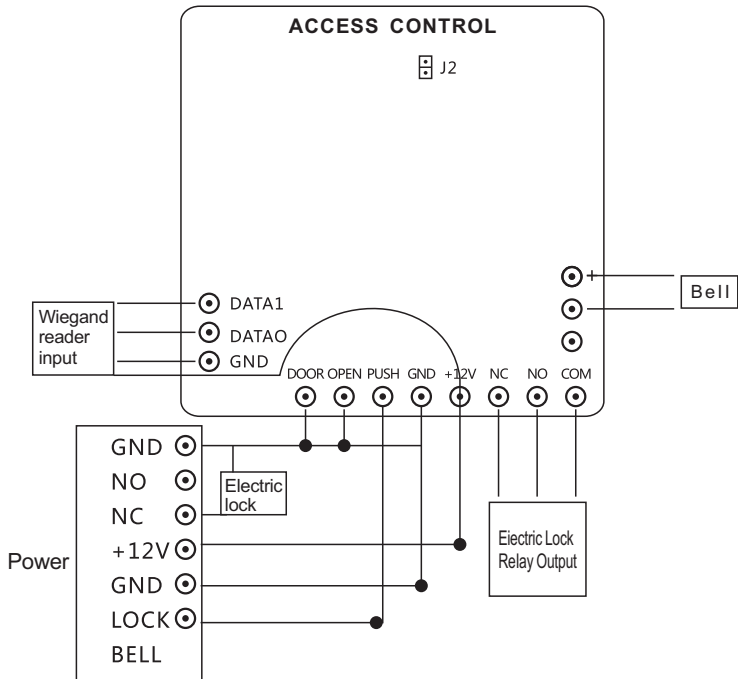 ACCESS CONTROL
J2
+
Bell
DATA1
DATAO
GND
Wiegand
reader
input
DOOR OPEN PUSH GND +12V NC NO COM
GND
NO
NC
+12V
GND
LOCK
BELL
Power
Electric
lock
Eiectric Lock
Relay Output